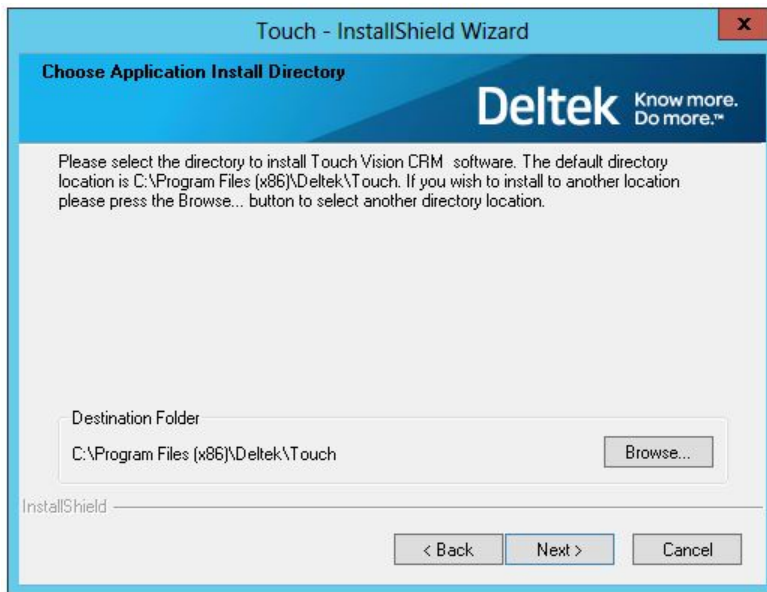 Touch - InstallShield Wizard
x
Choose Application Install Directory
Deltek Know more.
Do more.™
Please select the directory to install Touch Vision CRM  software. The default directory
location is C:\Program Files (x86)\Deltek\Touch. If you wish to install to another location
please press the Browse... button to select another directory location.
Destination Folder
C:\Program Files (x86)\Deltek\Touch
Browse...
InstallShield
< Back
Next >
Cancel